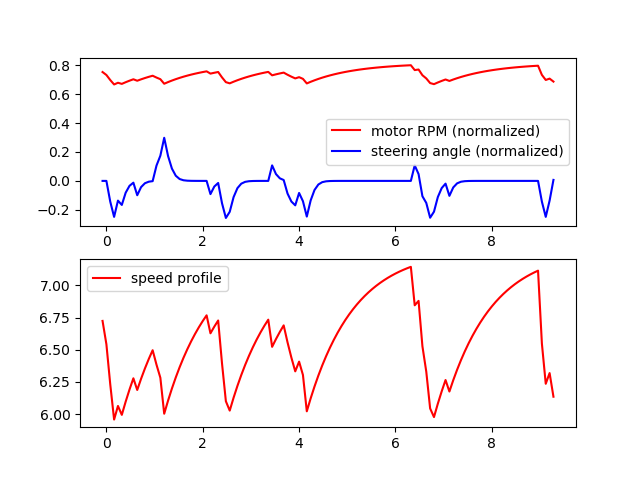 0.8
0.6
0.4
0.2
0.0
−0.2
motor RPM (normalized)
steering angle (normalized)
0 2 4 6 8
7.00
6.75
6.50
6.25
6.00
speed profile
0 2 4 6 8